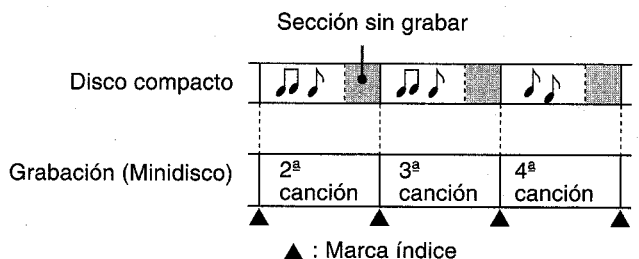 Sección sin grabar
Disco compacto
Grabación (Minidisco)
2ª canción
3ª canción
4ª canción
▲ : Marca índice